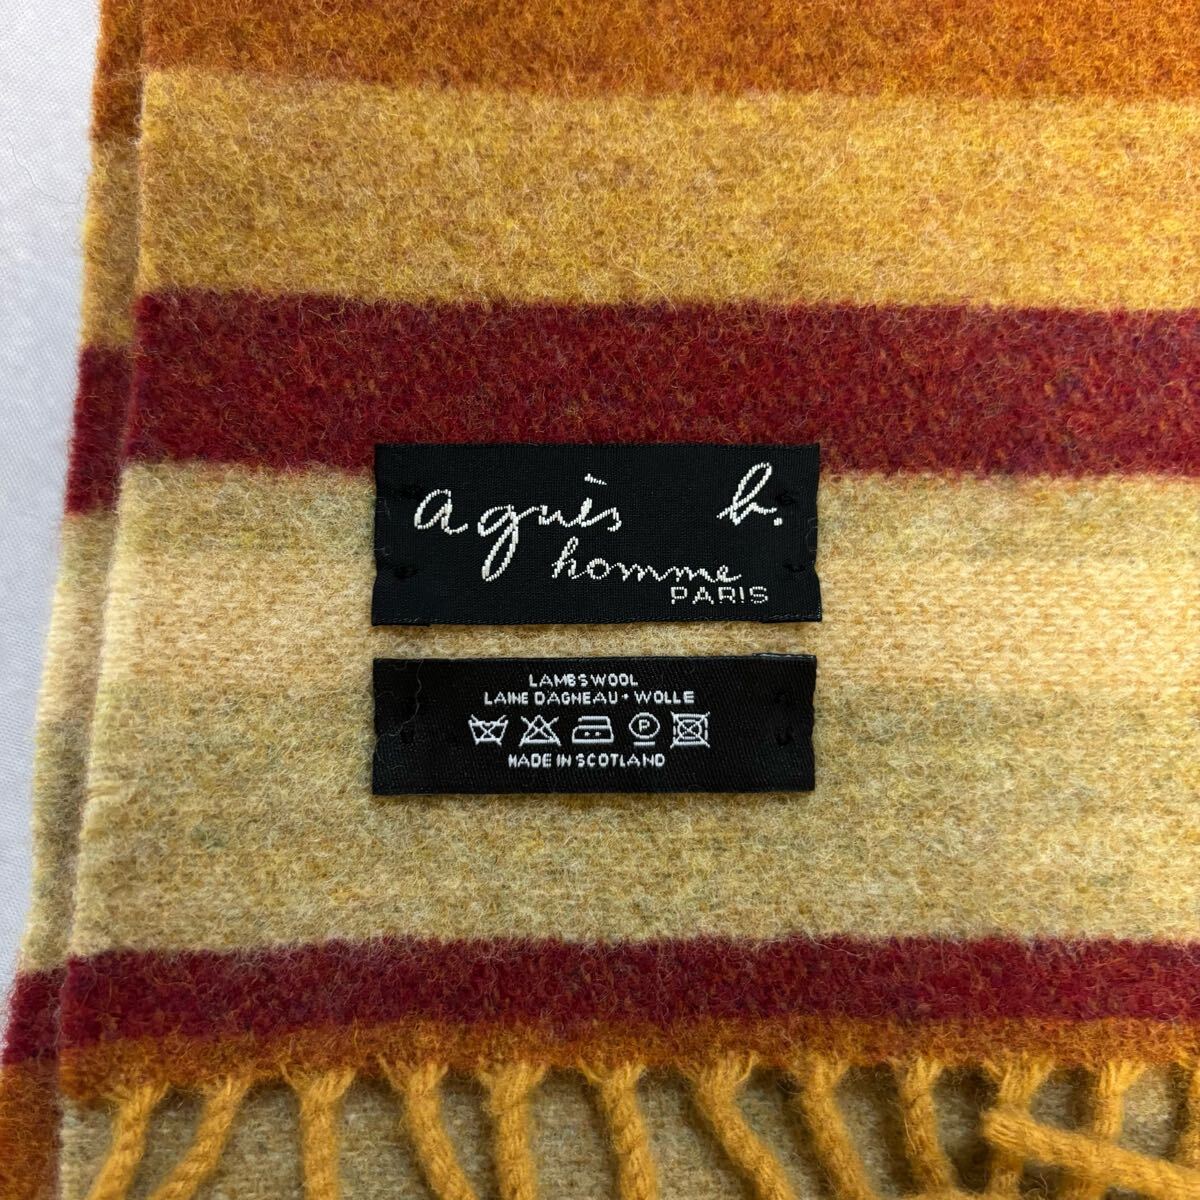 agnès b.
homme
PARIS
LAMBSWOOL
LAINE D'AGNEAU • WOLLE
P
MADE IN SCOTLAND